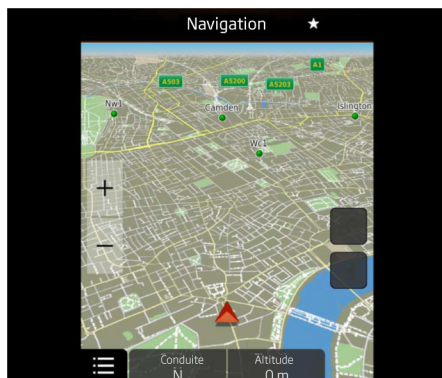 Navigation
A1
A503
A5200
A5203
Nw1
Camden
Islington
Wc1
+
−
Conduite
Altitude
N
0 m